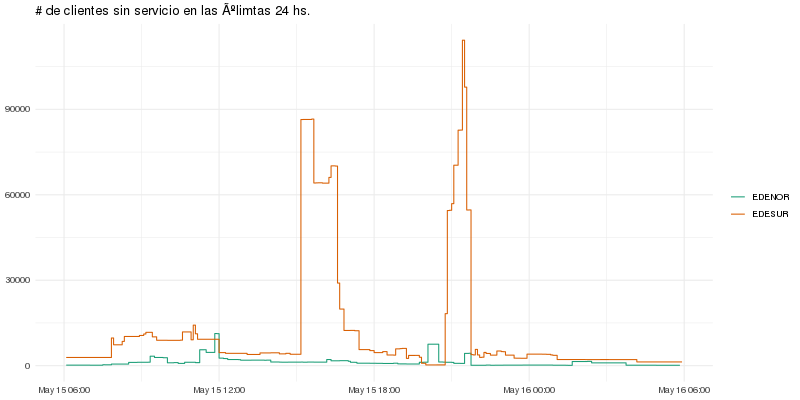 # de clientes sin servicio en las Ãºlimtas 24 hs.
90000
60000
30000
0
May 15 06:00
May 15 12:00
May 15 18:00
May 16 00:00
May 16 06:00
EDENOR
EDESUR